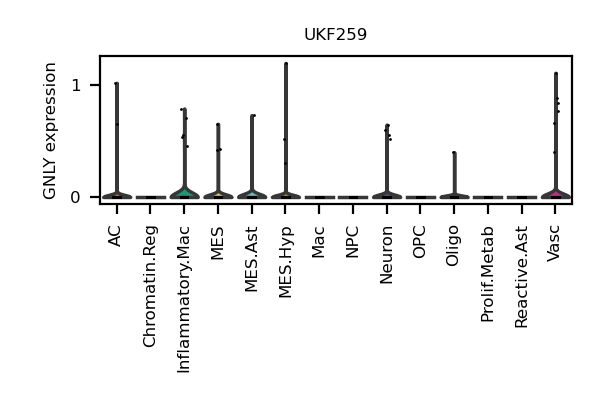 UKF259
GNLY expression
1
0
AC
Chromatin.Reg
Inflammatory.Mac
MES
MES.Ast
MES.Hyp
Mac
NPC
Neuron
OPC
Oligo
Prolif.Metab
Reactive.Ast
Vasc